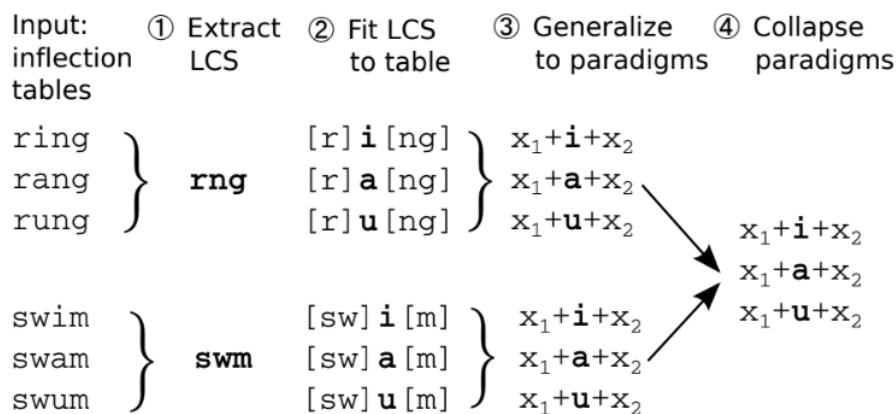 Input: ① Extract ② Fit LCS ③ Generalize ④ Collapse
inflection LCS to table to paradigms paradigms
tables
ring [r]i[ng] x₁+i+x₂
rang rng [r]a[ng] x₁+a+x₂
rung [r]u[ng] x₁+u+x₂
x₁+i+x₂
x₁+a+x₂
x₁+u+x₂
swim [sw]i[m] x₁+i+x₂
swam swm [sw]a[m] x₁+a+x₂
swum [sw]u[m] x₁+u+x₂